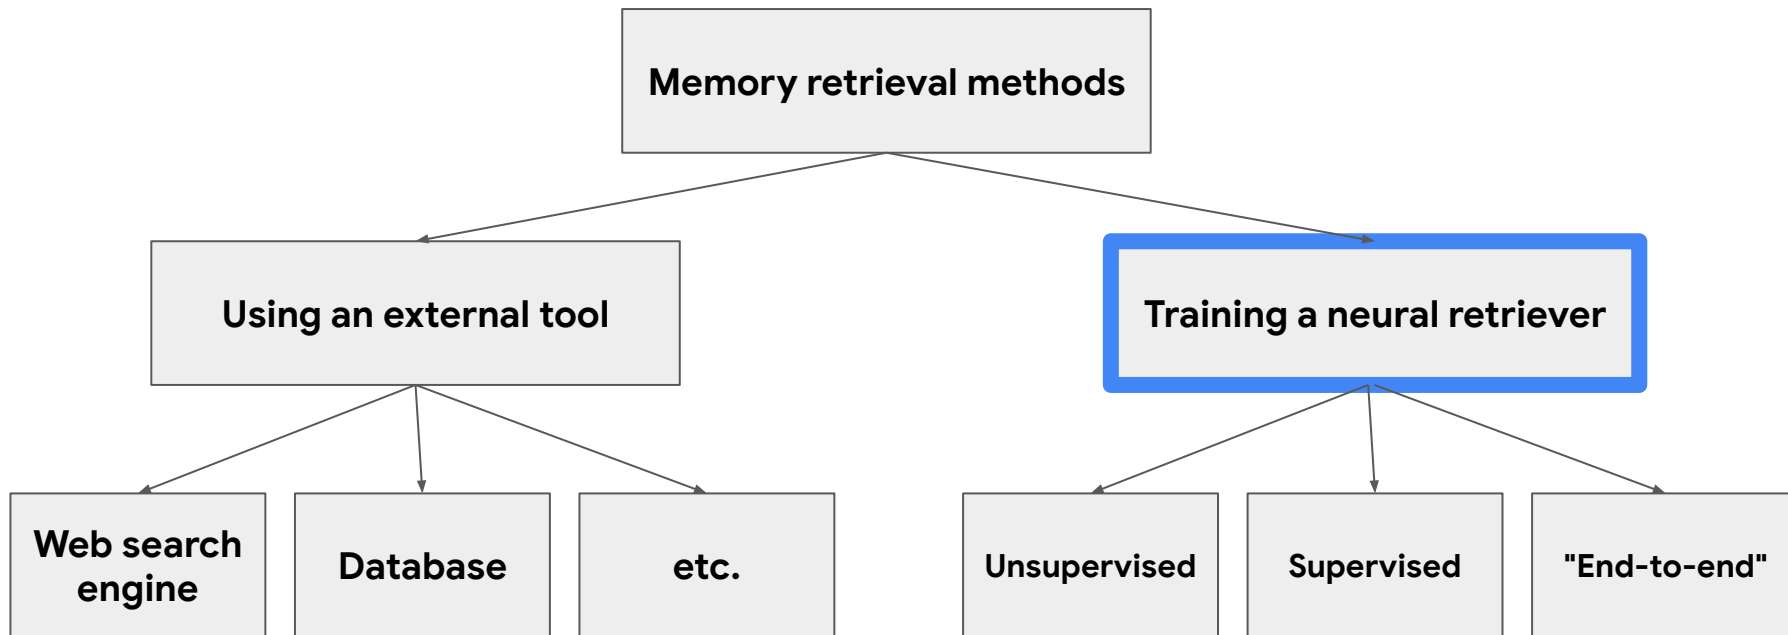 Memory retrieval methods
Using an external tool
Training a neural retriever
Web search
engine
Database
etc.
Unsupervised
Supervised
"End-to-end"